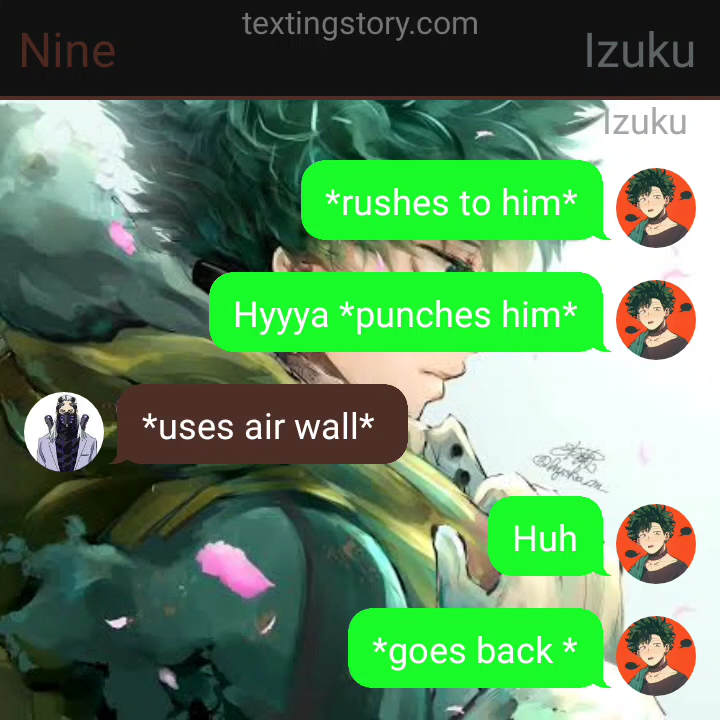 textingstory.com
Nine
Izuku
Izuku
*rushes to him*
Hyyya *punches him*
*uses air wall*
Huh
*goes back *